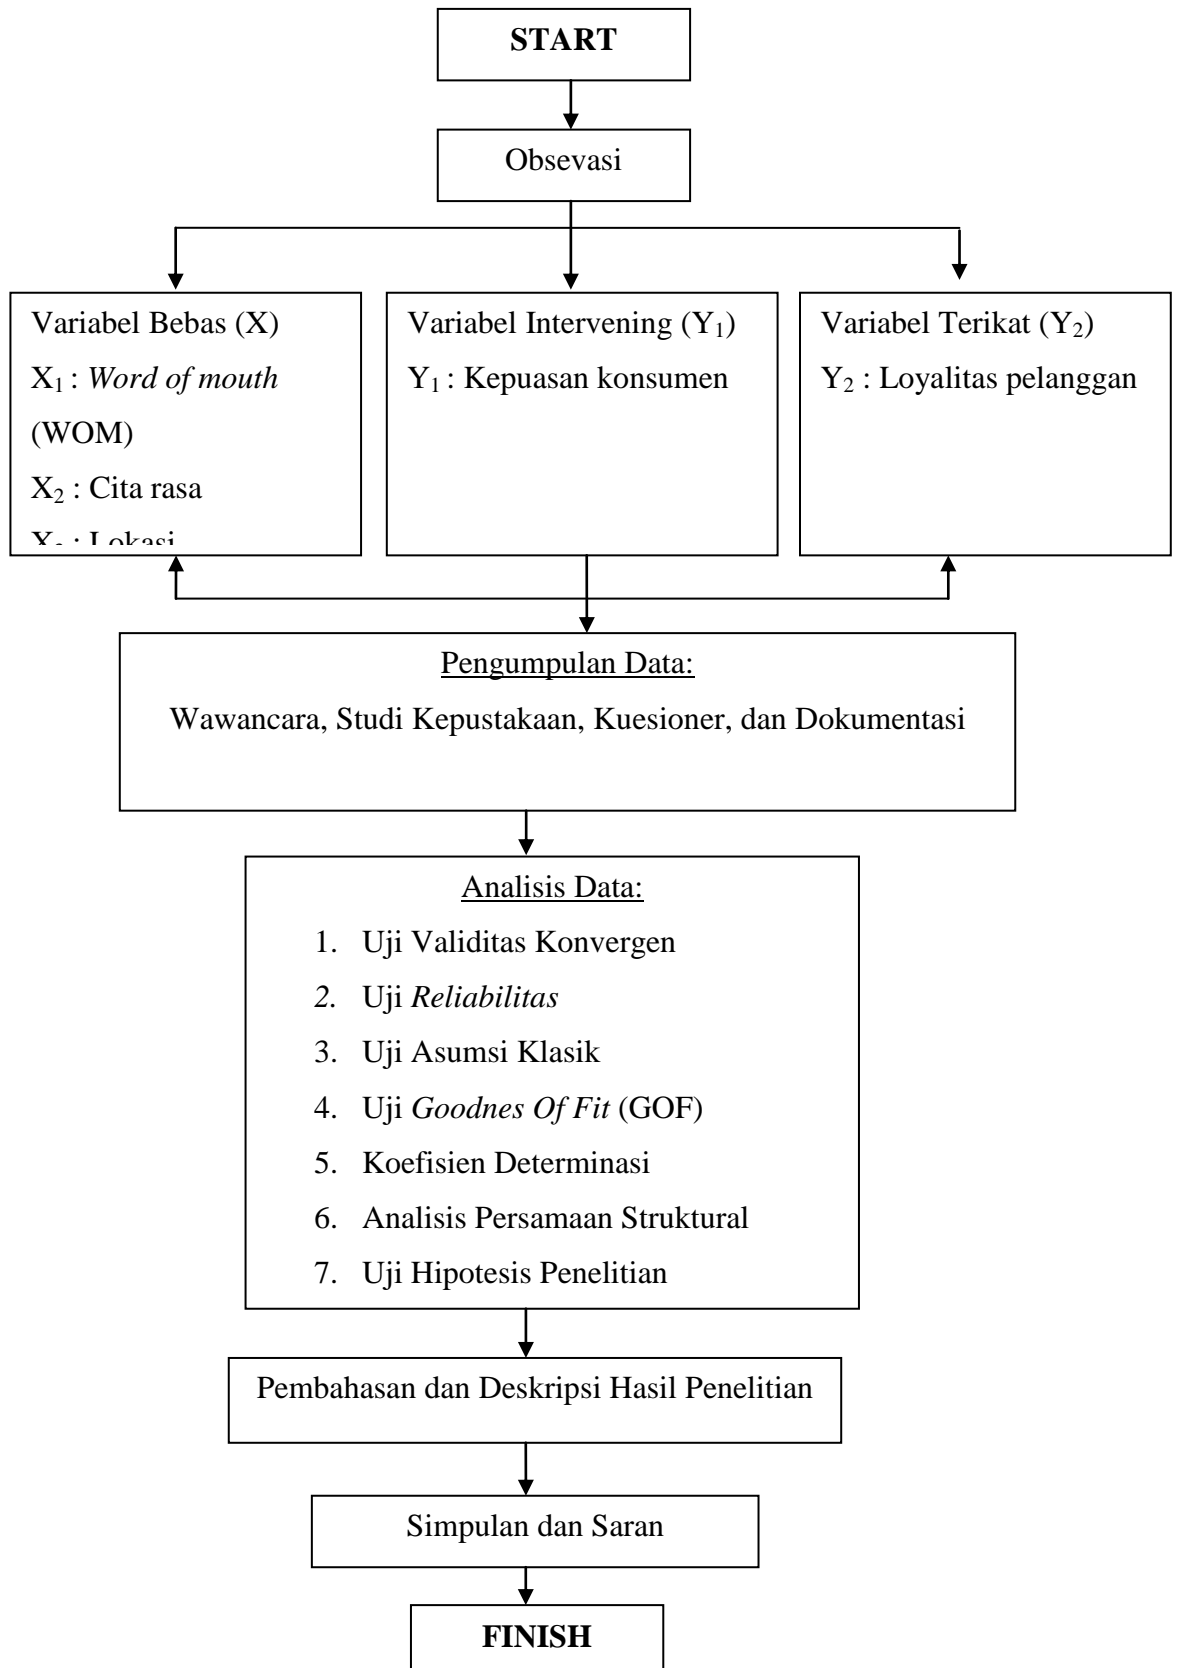 START
Obsevasi
Variabel Bebas (X)
X₁ : Word of mouth
(WOM)
X₂ : Cita rasa
X₃ : Lokasi
Variabel Intervening (Y₁)
Y₁ : Kepuasan konsumen
Variabel Terikat (Y₂)
Y₂ : Loyalitas pelanggan
Pengumpulan Data:
Wawancara, Studi Kepustakaan, Kuesioner, dan Dokumentasi
Analisis Data:
1. Uji Validitas Konvergen
2. Uji Reliabilitas
3. Uji Asumsi Klasik
4. Uji Goodnes Of Fit (GOF)
5. Koefisien Determinasi
6. Analisis Persamaan Struktural
7. Uji Hipotesis Penelitian
Pembahasan dan Deskripsi Hasil Penelitian
Simpulan dan Saran
FINISH